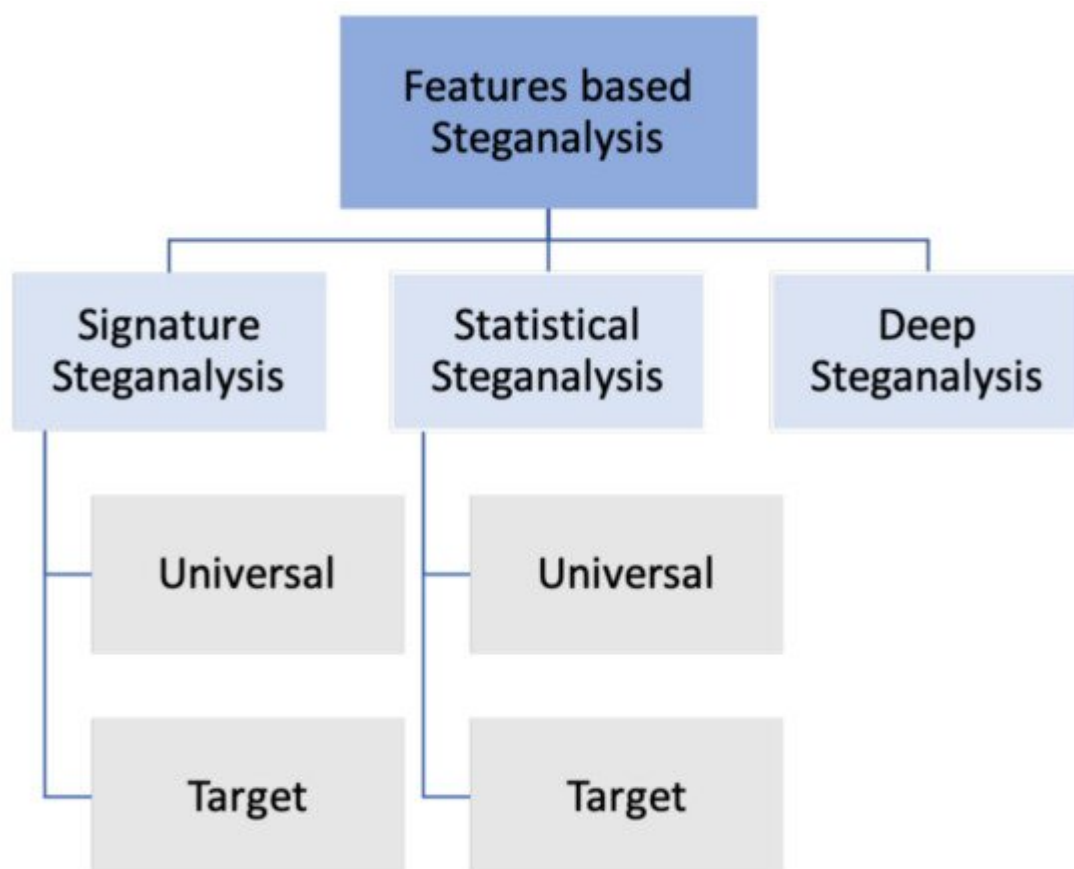 Features based
Steganalysis
Signature
Steganalysis
Statistical
Steganalysis
Deep
Steganalysis
Universal
Universal
Target
Target